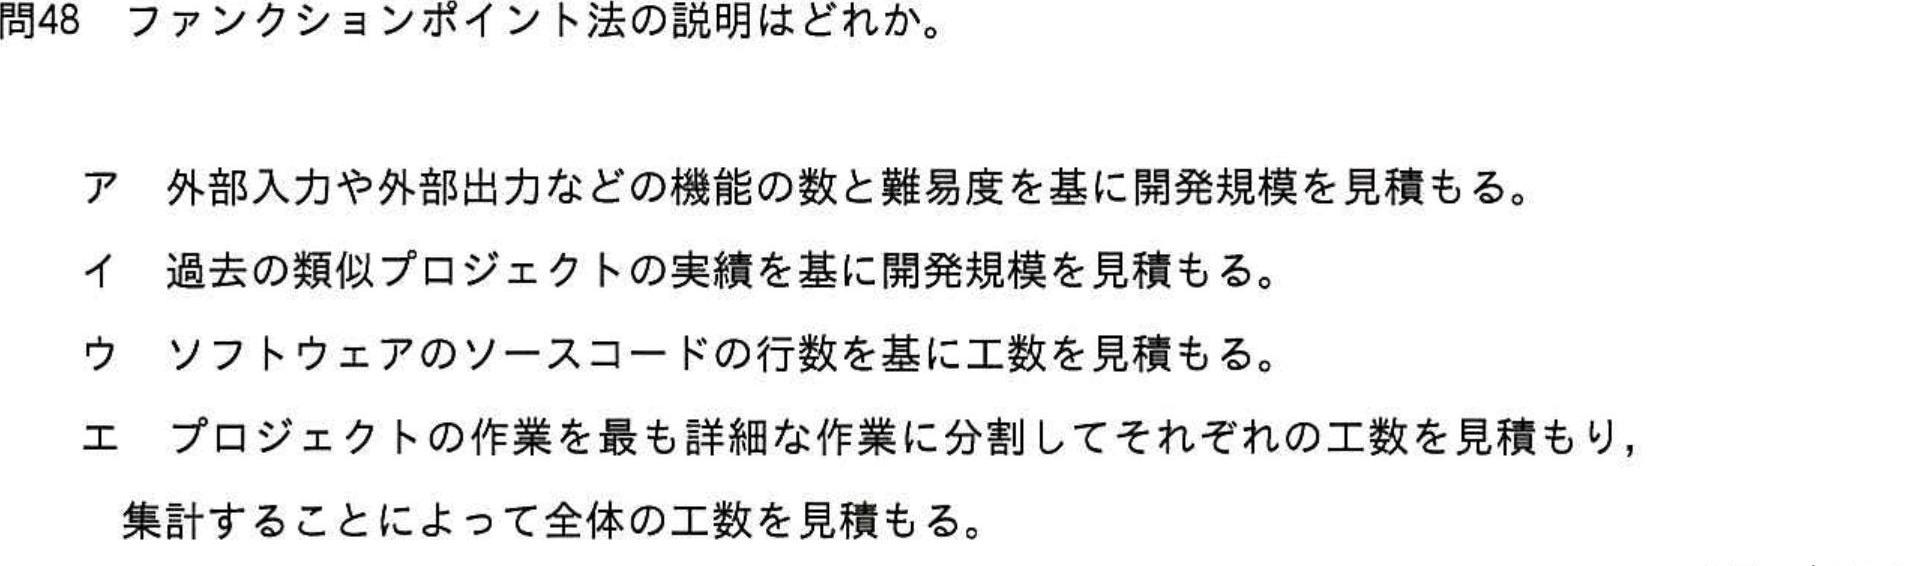 問48 ファンクションポイント法の説明はどれか。
ア 外部入力や外部出力などの機能の数と難易度を基に開発規模を見積もる。
イ 過去の類似プロジェクトの実績を基に開発規模を見積もる。
ウ ソフトウェアのソースコードの行数を基に工数を見積もる。
エ プロジェクトの作業を最も詳細な作業に分割してそれぞれの工数を見積もり，
集計することによって全体の工数を見積もる。